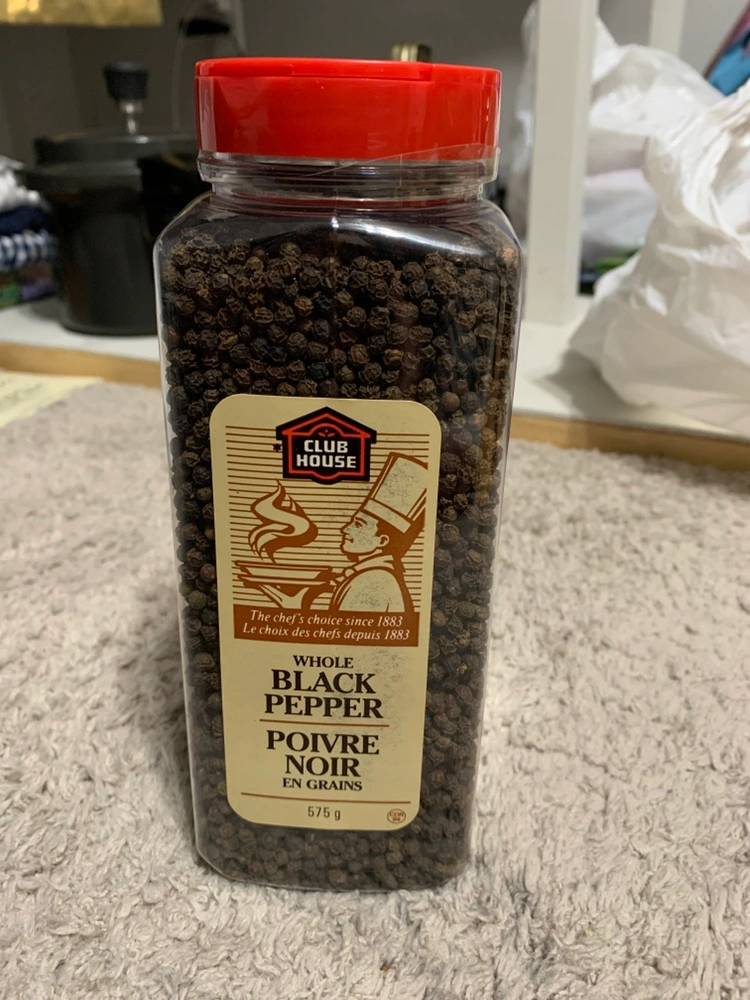 CLUB
HOUSE
The chef's choice since 1883
Le choix des chefs depuis 1883
WHOLE
BLACK
PEPPER
POIVRE
NOIR
EN GRAINS
575 g
COR